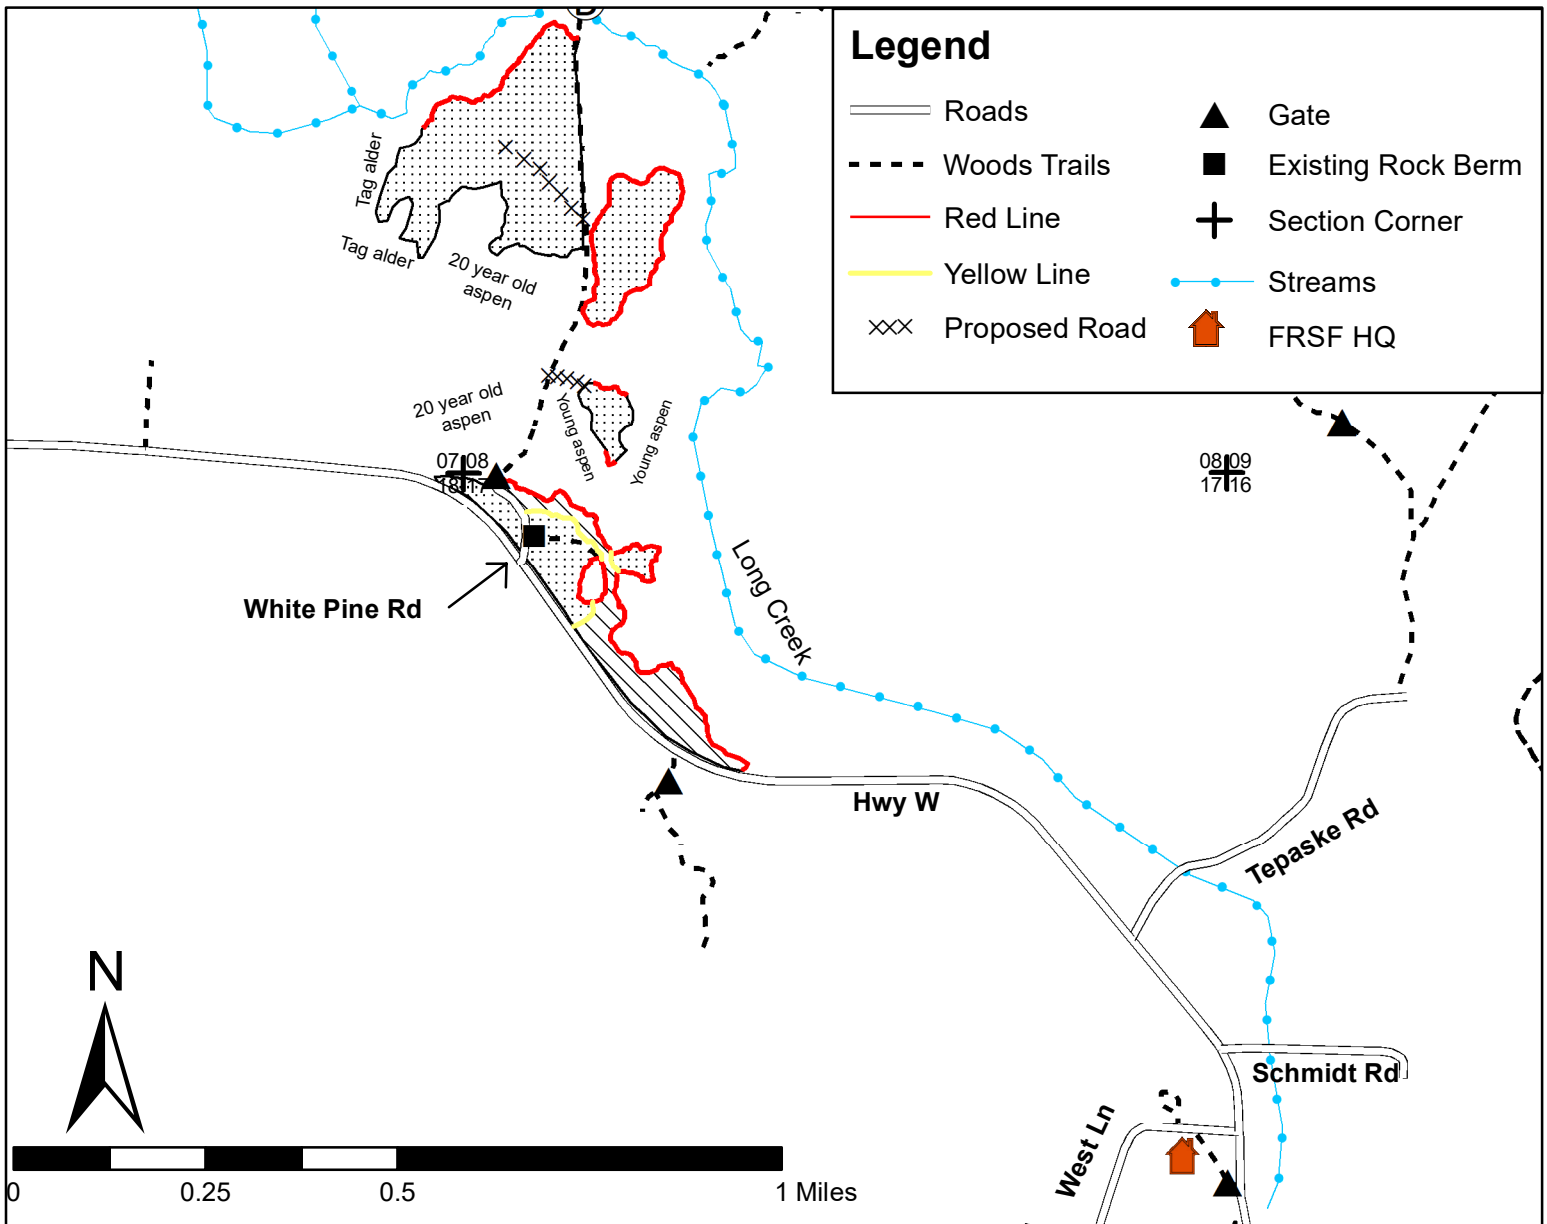 Legend
Roads
Woods Trails
Red Line
Yellow Line
Proposed Road
Gate
Existing Rock Berm
Section Corner
Streams
FRSF HQ
Tag alder
Tag alder
20 year old
aspen
20 year old
aspen
Young aspen
Young aspen
07 08
18 17
08 09
17 16
White Pine Rd
Long Creek
Hwy W
Tepaske Rd
Schmidt Rd
West Ln
N
0 0.25 0.5 1 Miles